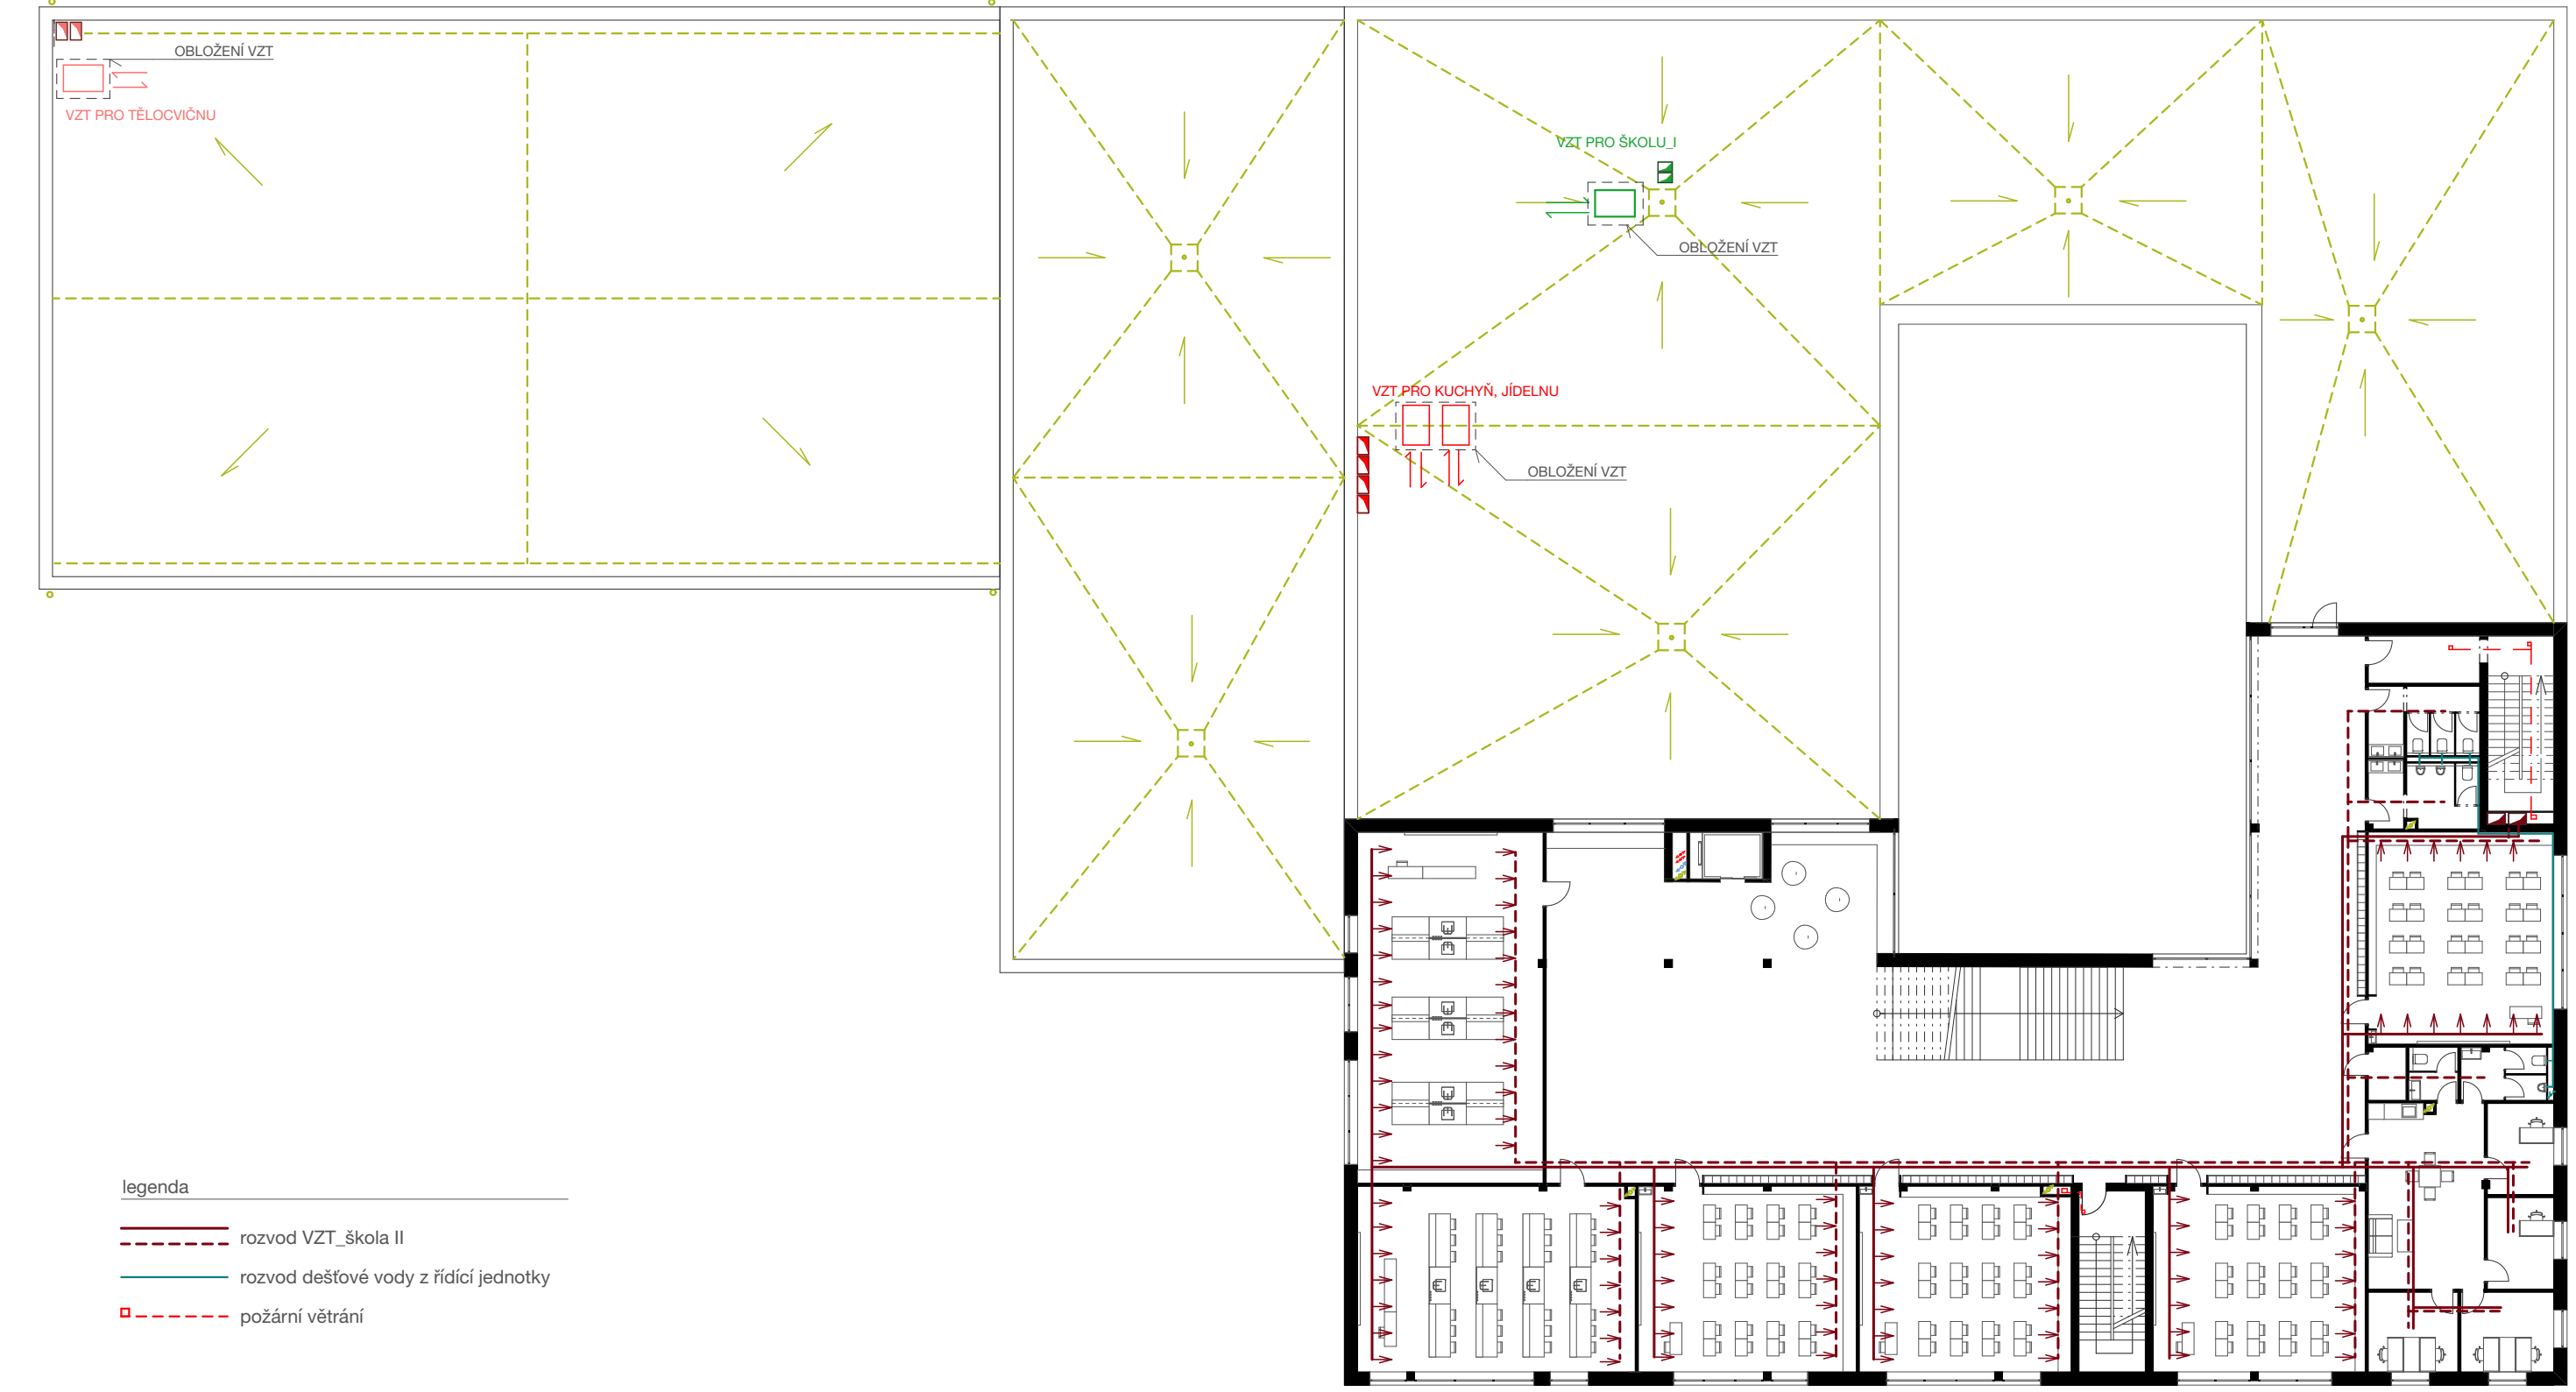 OBLOŽENÍ VZT
VZT PRO TĚLOCVIČNU
VZT PRO ŠKOLU_I
OBLOŽENÍ VZT
VZT PRO KUCHYŇ, JÍDELNU
OBLOŽENÍ VZT
legenda
rozvod VZT_škola II
rozvod dešťové vody z řídící jednotky
požární větrání